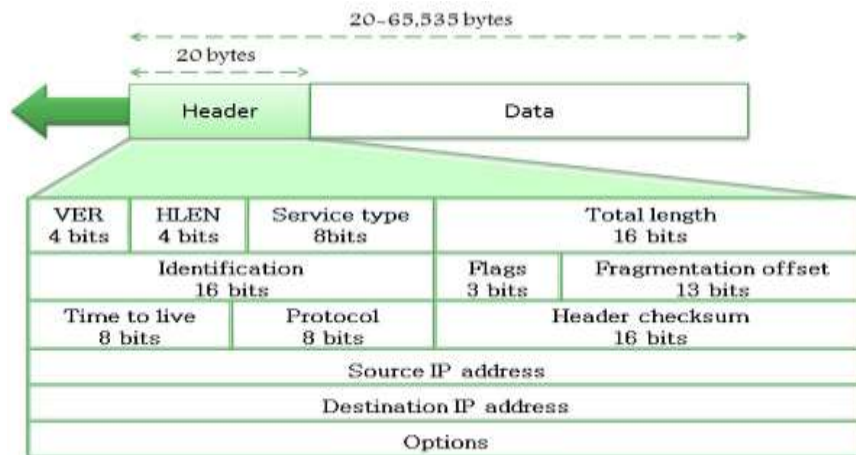 20-65,535 bytes
20 bytes
Header
Data
VER
4 bits
HLEN
4 bits
Service type
8bits
Total length
16 bits
Identification
16 bits
Flags
3 bits
Fragmentation offset
13 bits
Time to live
8 bits
Protocol
8 bits
Header checksum
16 bits
Source IP address
Destination IP address
Options